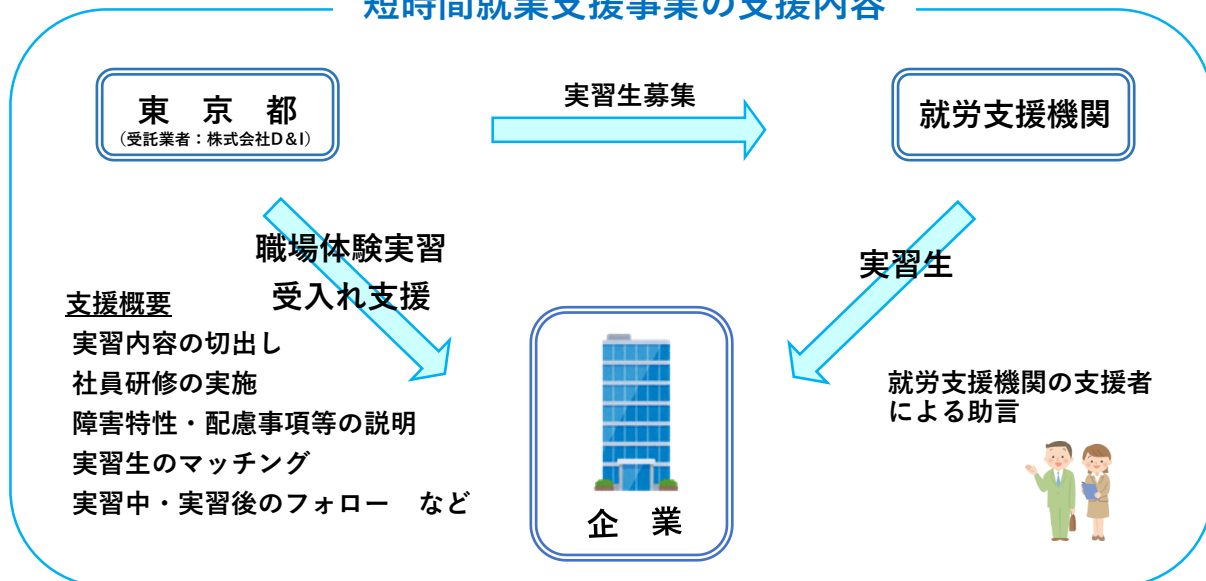 短時間就業支援事業の支援内容
東　京　都
（受託業者：株式会社D&I）
実習生募集
就労支援機関
職場体験実習
受入れ支援
実習生
支援概要
実習内容の切出し
社員研修の実施
障害特性・配慮事項等の説明
実習生のマッチング
実習中・実習後のフォロー　など
企　業
就労支援機関の支援者
による助言